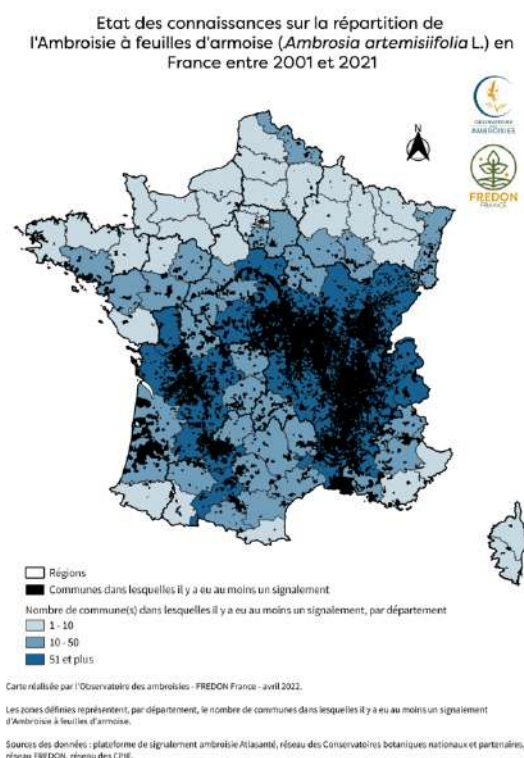 Etat des connaissances sur la répartition de
l'Ambroisie à feuilles d'armoise (Ambrosia artemisiifolia L.) en
France entre 2001 et 2021
OBSERVATOIRE
DES
AMBROISIES
N
FREDON
FRANCE
Régions
Communes dans lesquelles il y a eu au moins un signalement
Nombre de commune(s) dans lesquelles il y a eu au moins un signalement, par département
1 - 10
10 - 50
51 et plus
Carte réalisée par l'Observatoire des ambroisies - FREDON France - avril 2022.
Les zones définies représentent, par département, le nombre de communes dans lesquelles il y a eu au moins un signalement
d'Ambroisie à feuilles d'armoise.
Sources des données : plateforme de signalement ambroisie Atlasanté, réseau des Conservatoires botaniques nationaux et partenaires,
réseau FREDON, réseau des CPIE.